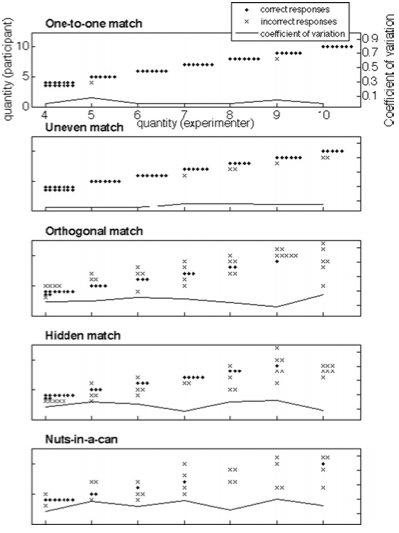 One-to-one match
correct responses
incorrect responses
coefficient of variation
quantity (participant)
10
5
0
0.9
0.7
0.5
0.3
0.1
Coefficient of variation
4 5 6 7 8 9 10
quantity (experimenter)
Uneven match
Orthogonal match
Hidden match
Nuts-in-a-can